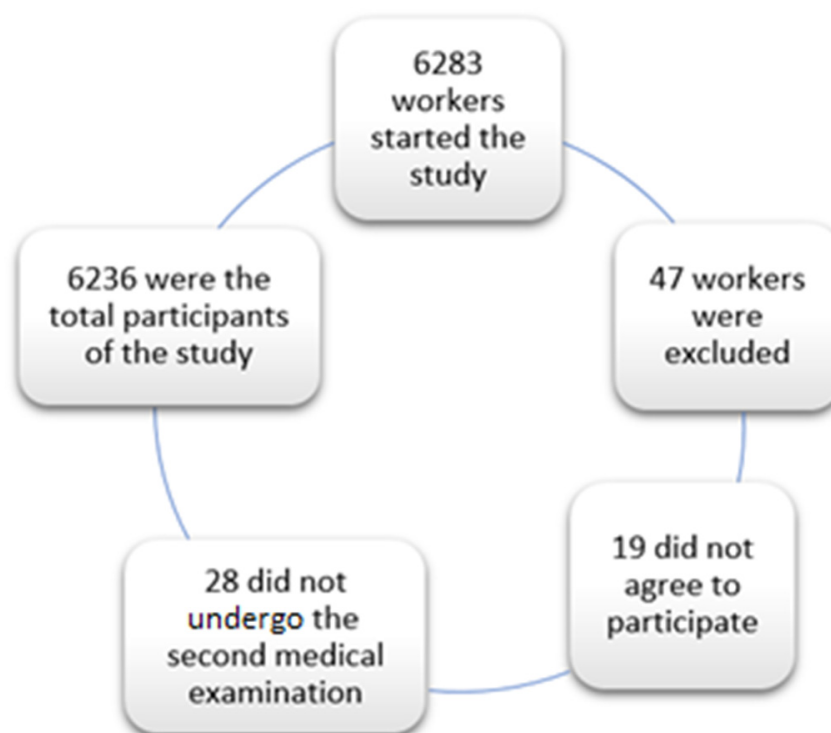 6283
workers
started the
study
47 workers
were
excluded
19 did not
agree to
participate
28 did not
undergo the
second medical
examination
6236 were the
total participants
of the study